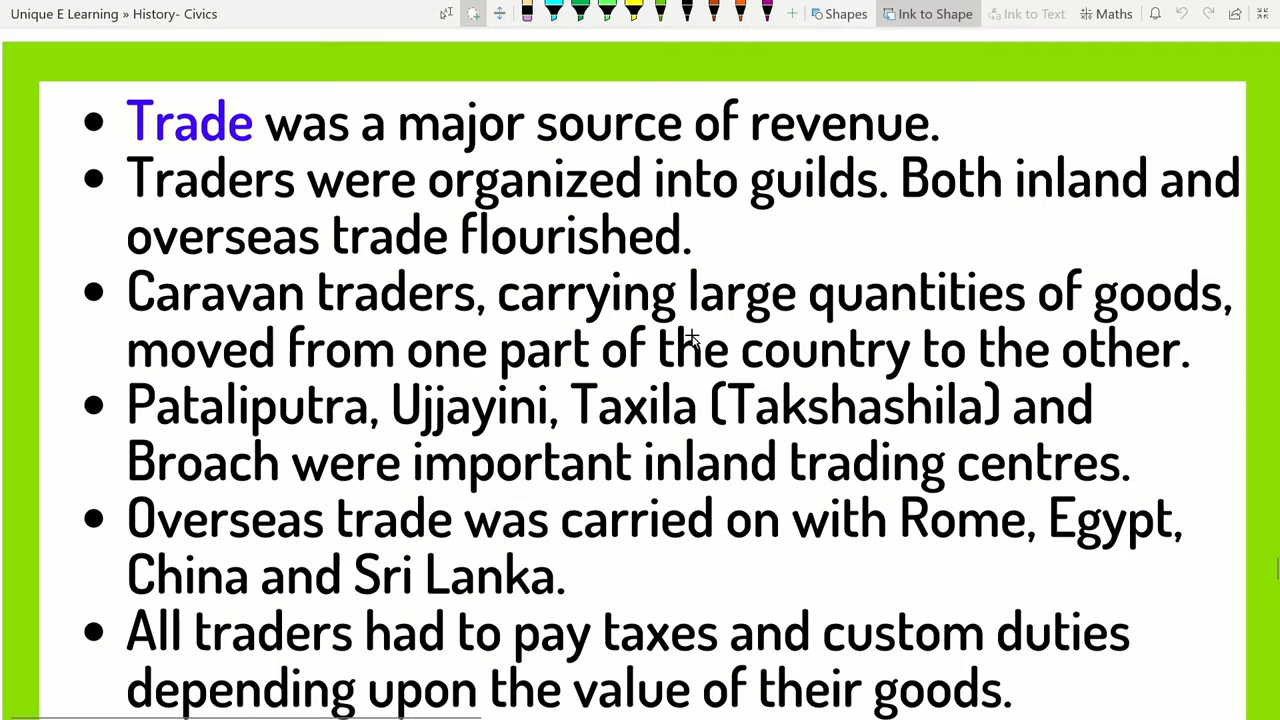 Unique E Learning » History- Civics
Shapes
Ink to Shape
Ink to Text
Maths
• Trade was a major source of revenue.
• Traders were organized into guilds. Both inland and
overseas trade flourished.
• Caravan traders, carrying large quantities of goods,
moved from one part of the country to the other.
• Pataliputra, Ujjayini, Taxila (Takshashila) and
Broach were important inland trading centres.
• Overseas trade was carried on with Rome, Egypt,
China and Sri Lanka.
• All traders had to pay taxes and custom duties
depending upon the value of their goods.